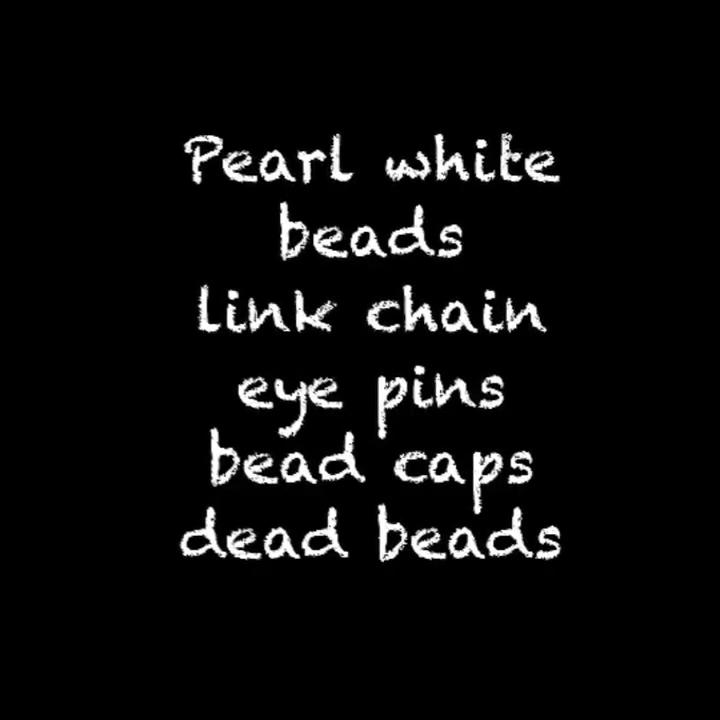 Pearl white
beads
link chain
eye pins
bead caps
dead beads